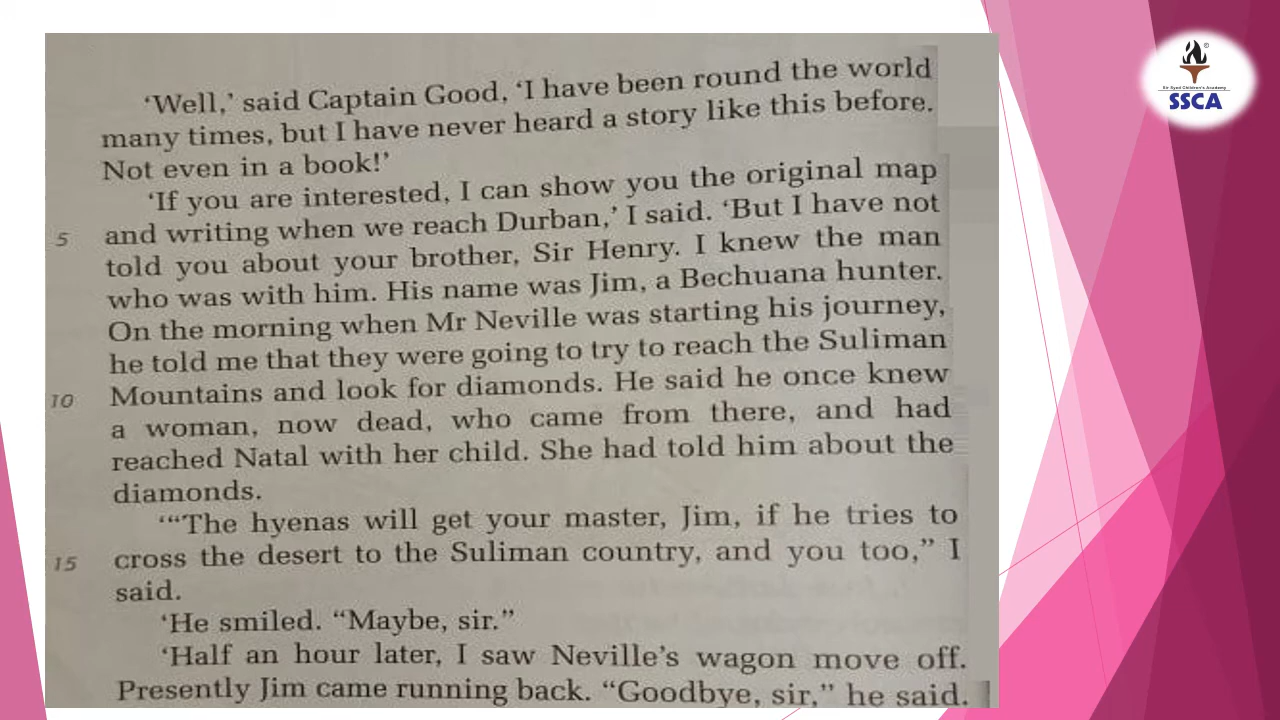 ‘Well,’ said Captain Good, ‘I have been round the world
many times, but I have never heard a story like this before.
Not even in a book!’
‘If you are interested, I can show you the original map
5 and writing when we reach Durban,’ I said. ‘But I have not
told you about your brother, Sir Henry. I knew the man
who was with him. His name was Jim, a Bechuana hunter.
On the morning when Mr Neville was starting his journey,
he told me that they were going to try to reach the Suliman
10 Mountains and look for diamonds. He said he once knew
a woman, now dead, who came from there, and had
reached Natal with her child. She had told him about the
diamonds.
‘“The hyenas will get your master, Jim, if he tries to
15 cross the desert to the Suliman country, and you too,” I
said.
‘He smiled. “Maybe, sir.”
‘Half an hour later, I saw Neville’s wagon move off.
Presently Jim came running back. “Goodbye, sir,” he said.
©
Sir Syed Children's Academy
SSCA